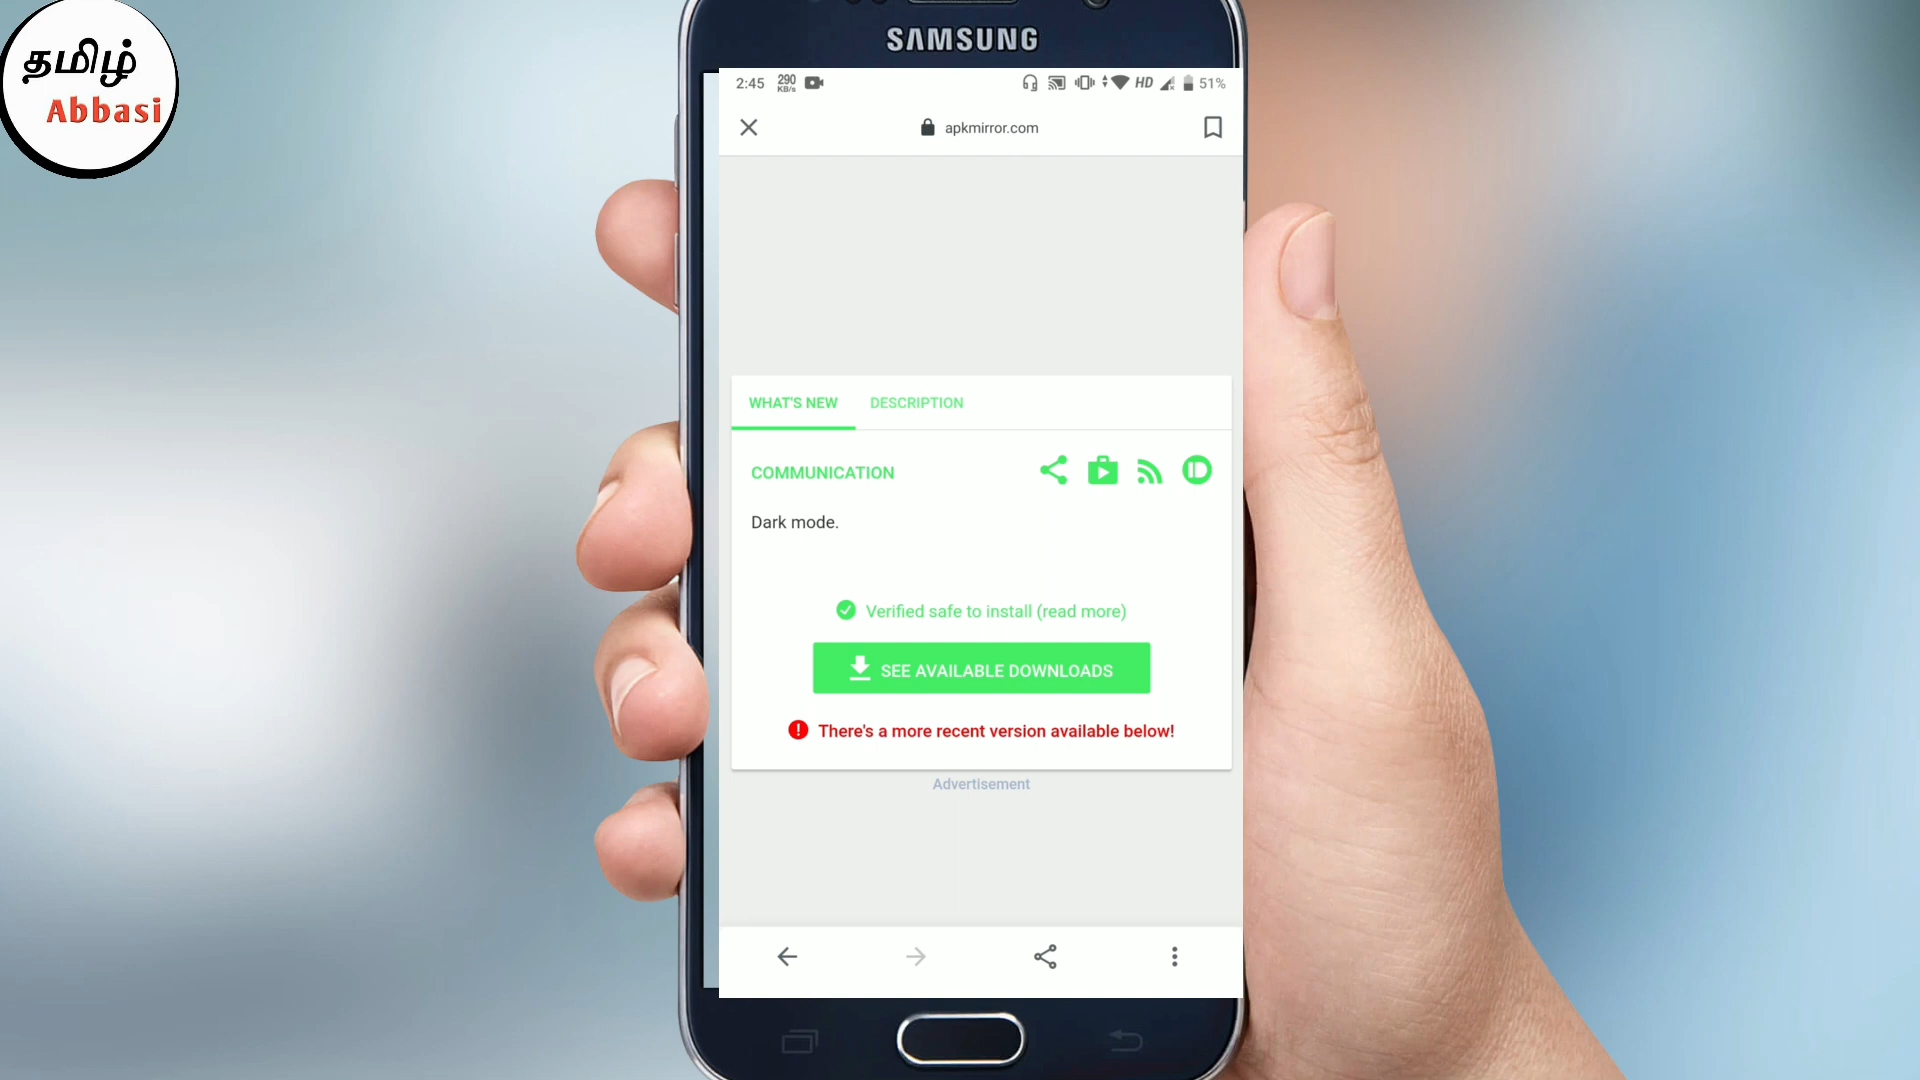 தமிழ்
Abbasi
SAMSUNG
2:45
290
KB/s
HD
51%
apkmirror.com
WHAT'S NEW
DESCRIPTION
COMMUNICATION
Dark mode.
Verified safe to install (read more)
SEE AVAILABLE DOWNLOADS
There's a more recent version available below!
Advertisement